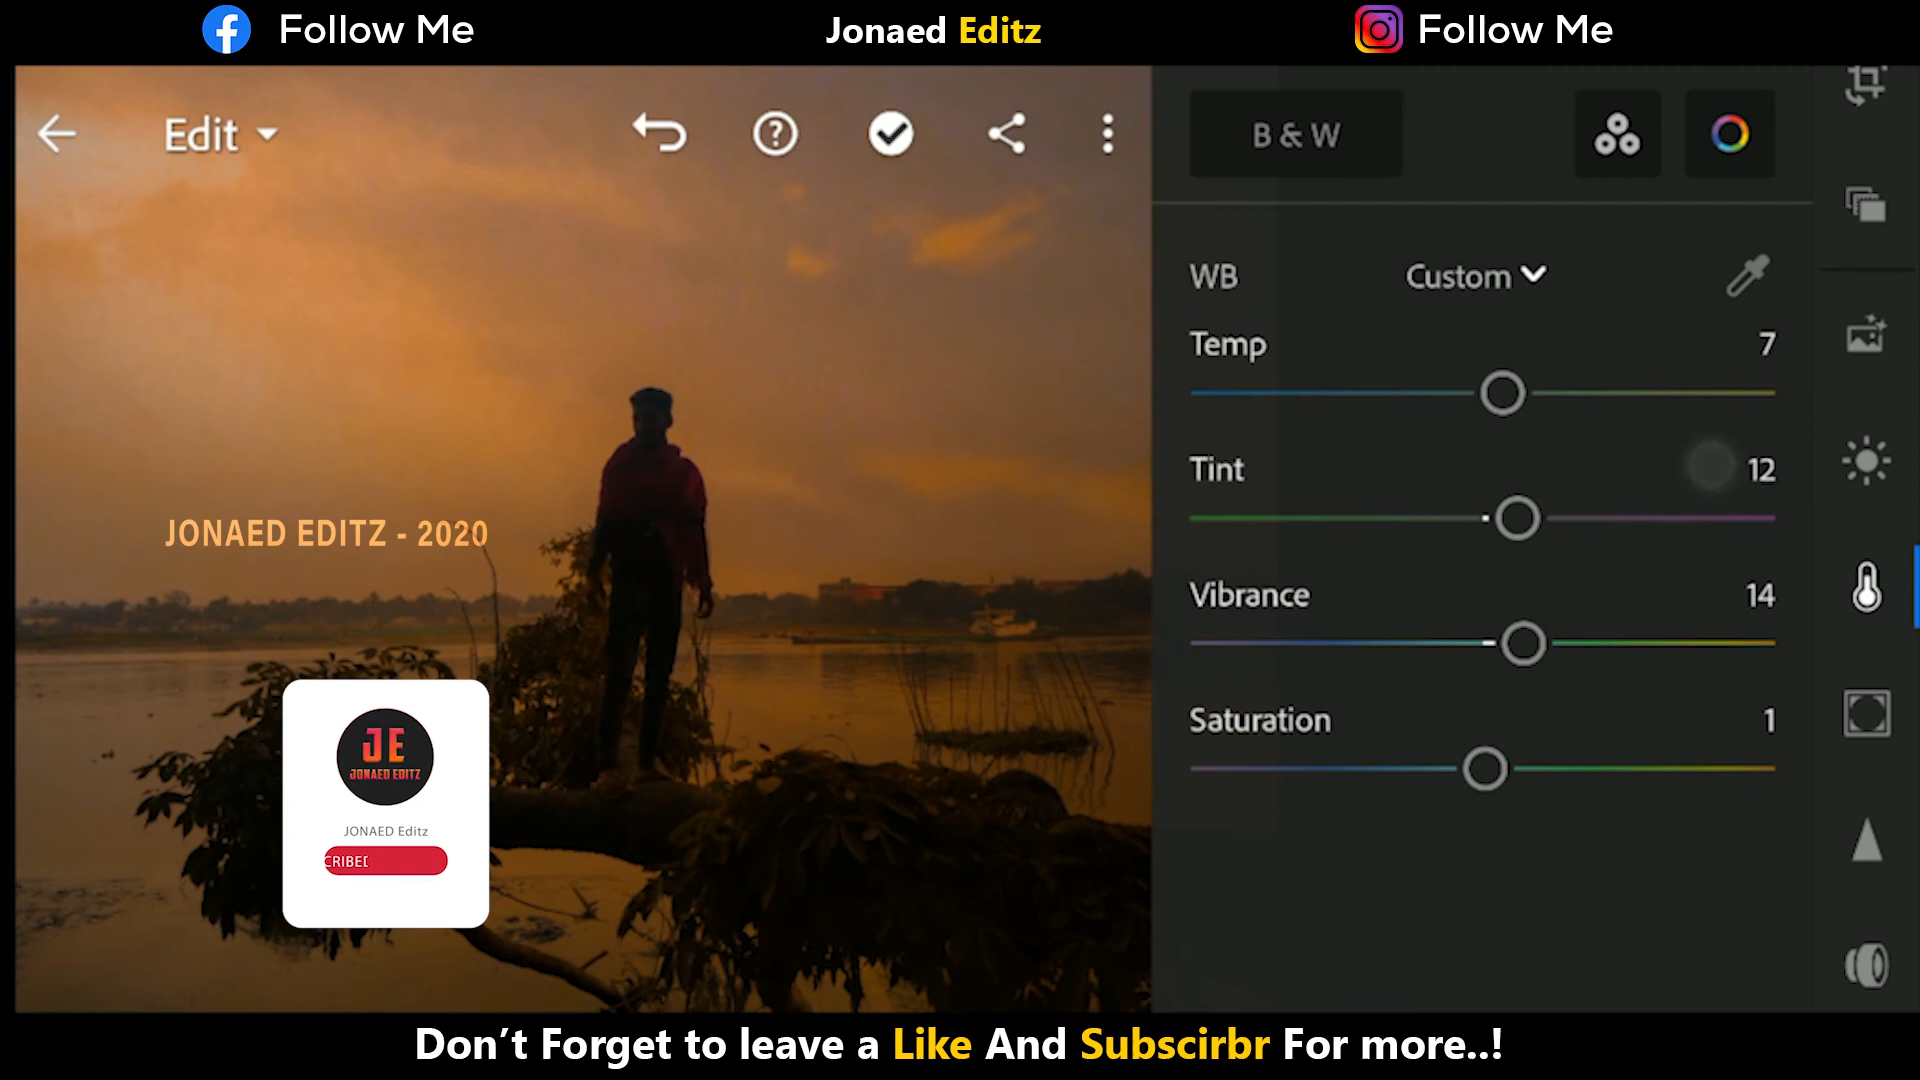 Follow Me
Jonaed Editz
Follow Me
Edit
B & W
WB Custom
Temp 7
Tint 12
Vibrance 14
Saturation 1
JONAED EDITZ - 2020
JE
JONAED EDITZ
JONAED Editz
CRIBED
Don’t Forget to leave a Like And Subscirbr For more..!